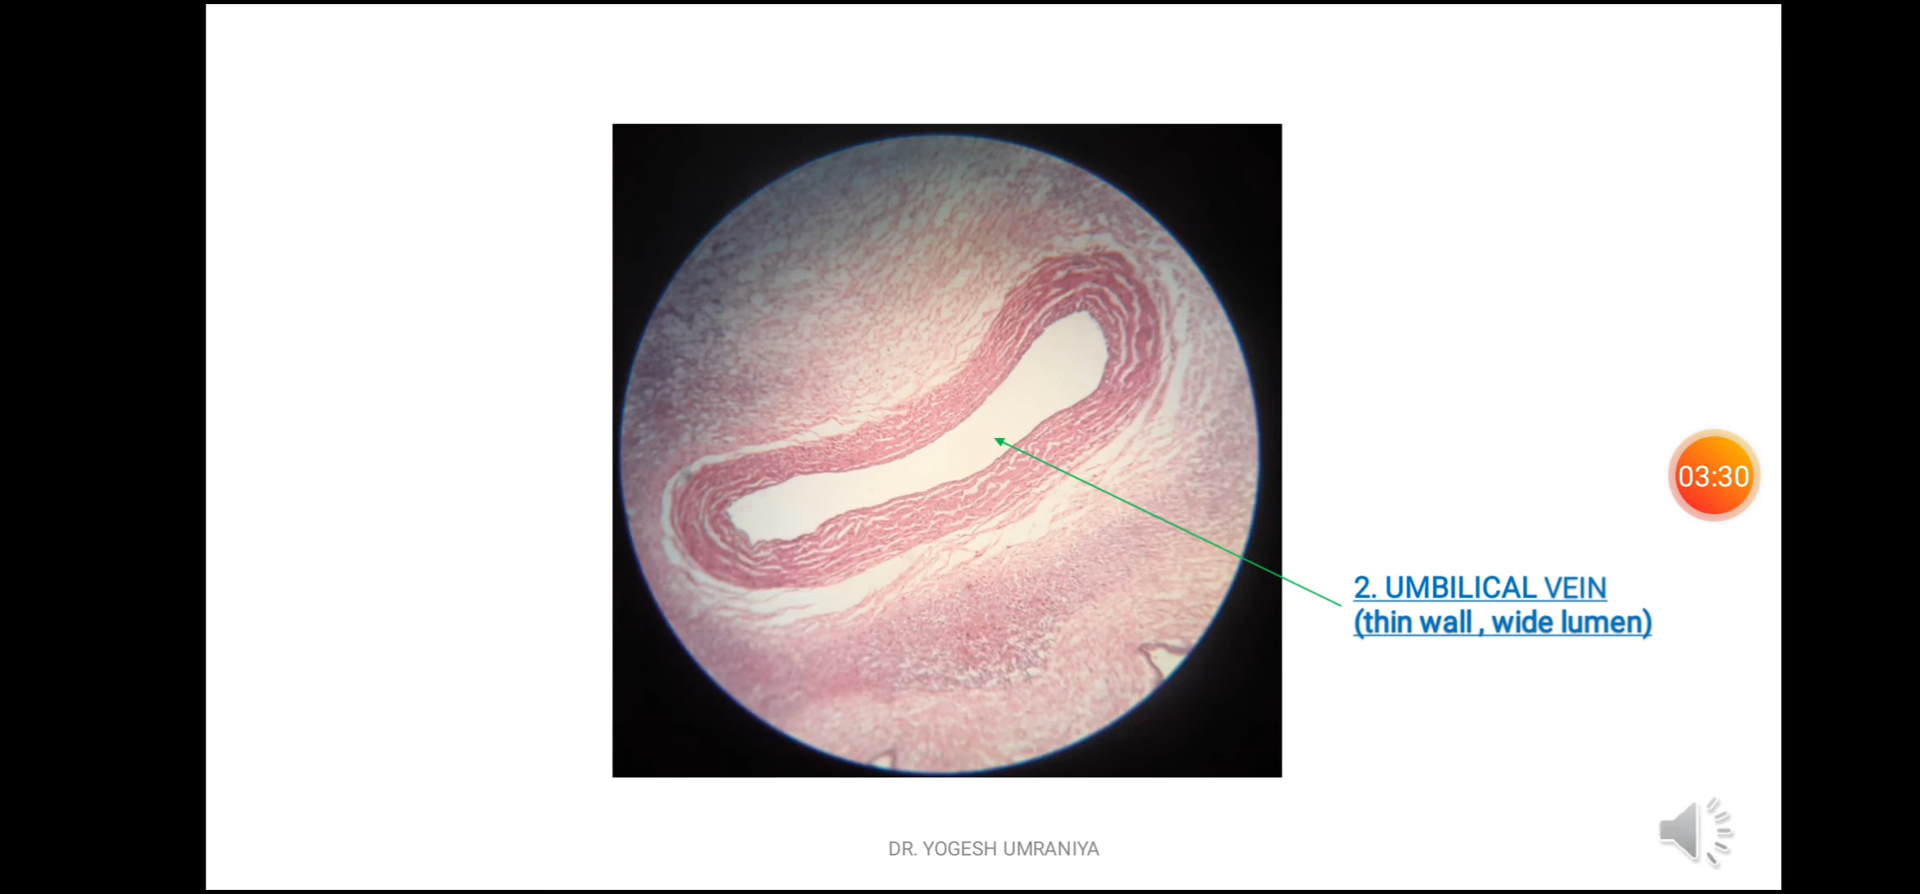 03:30
2. UMBILICAL VEIN
(thin wall , wide lumen)
DR. YOGESH UMRANIYA